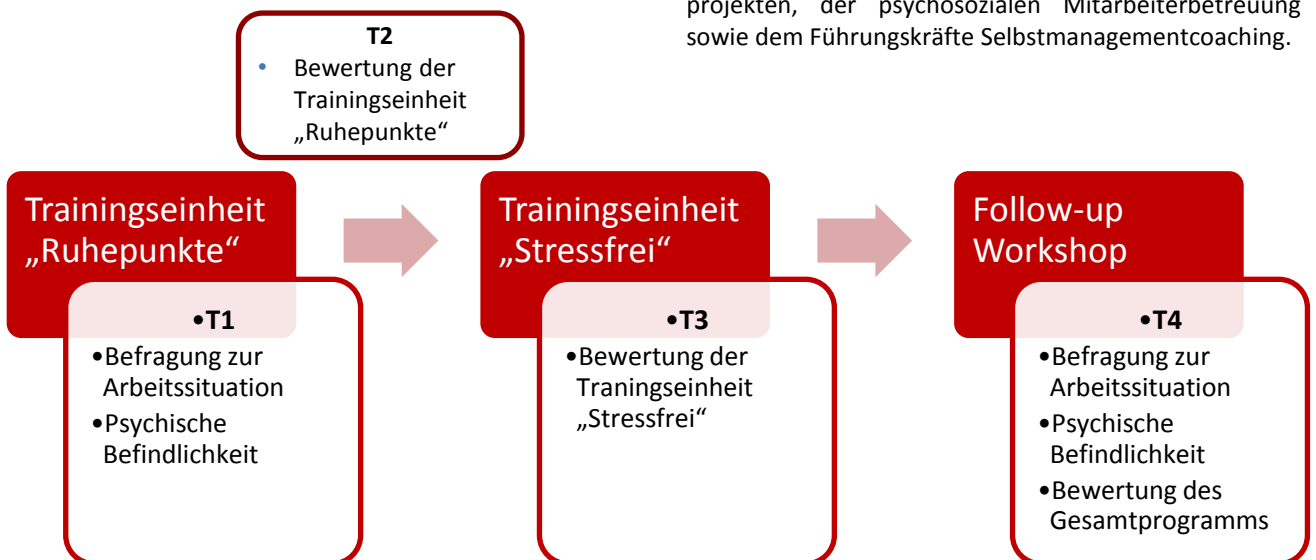 projekten, der psychosozialen Mitarbeiterbetreuung
sowie dem Führungskräfte Selbstmanagementcoaching.
T2
• Bewertung der
Trainingseinheit
„Ruhepunkte“
Trainingseinheit
„Ruhepunkte“
•T1
•Befragung zur
Arbeitssituation
•Psychische
Befindlichkeit
Trainingseinheit
„Stressfrei“
•T3
•Bewertung der
Traningseinheit
„Stressfrei“
Follow-up
Workshop
•T4
•Befragung zur
Arbeitssituation
•Psychische
Befindlichkeit
•Bewertung des
Gesamtprogramms